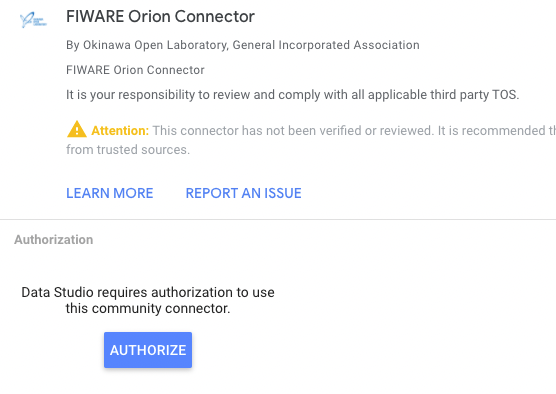 FIWARE Orion Connector
By Okinawa Open Laboratory, General Incorporated Association
FIWARE Orion Connector
It is your responsibility to review and comply with all applicable third party TOS.
Attention: This connector has not been verified or reviewed. It is recommended th
from trusted sources.
LEARN MORE REPORT AN ISSUE
Authorization
Data Studio requires authorization to use
this community connector.
AUTHORIZE